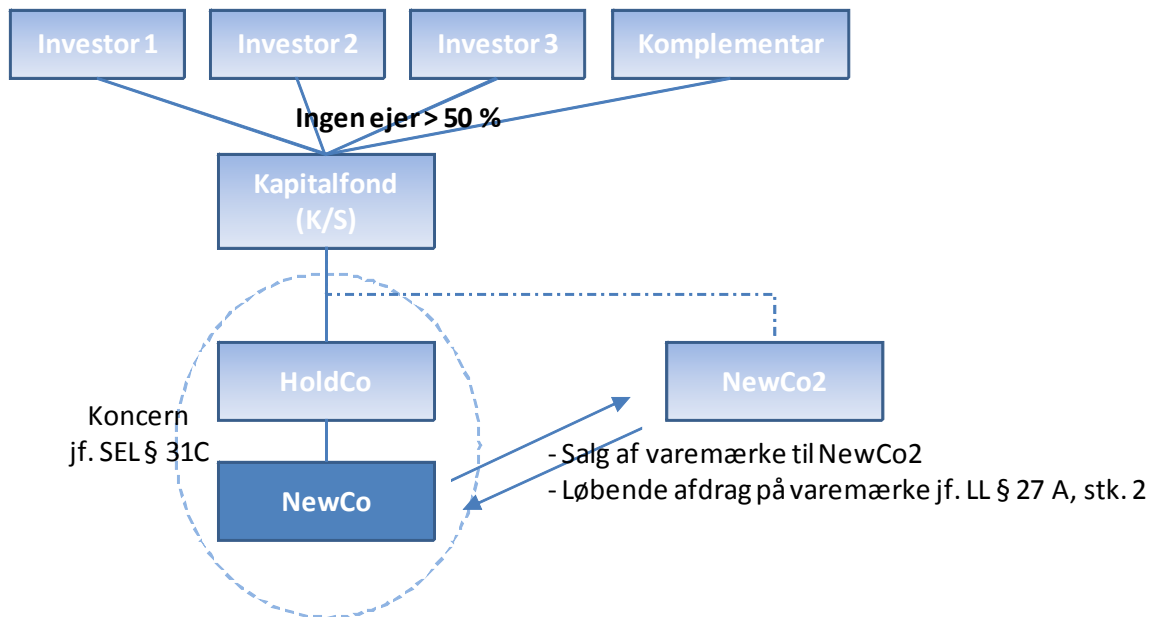 Investor 1
Investor 2
Investor 3
Komplementar
Ingen ejer > 50 %
Kapitalfond
(K/S)
HoldCo
NewCo2
Koncern
jf. SEL § 31C
NewCo
- Salg af varemærke til NewCo2
- Løbende afdrag på varemærke jf. LL § 27 A, stk. 2